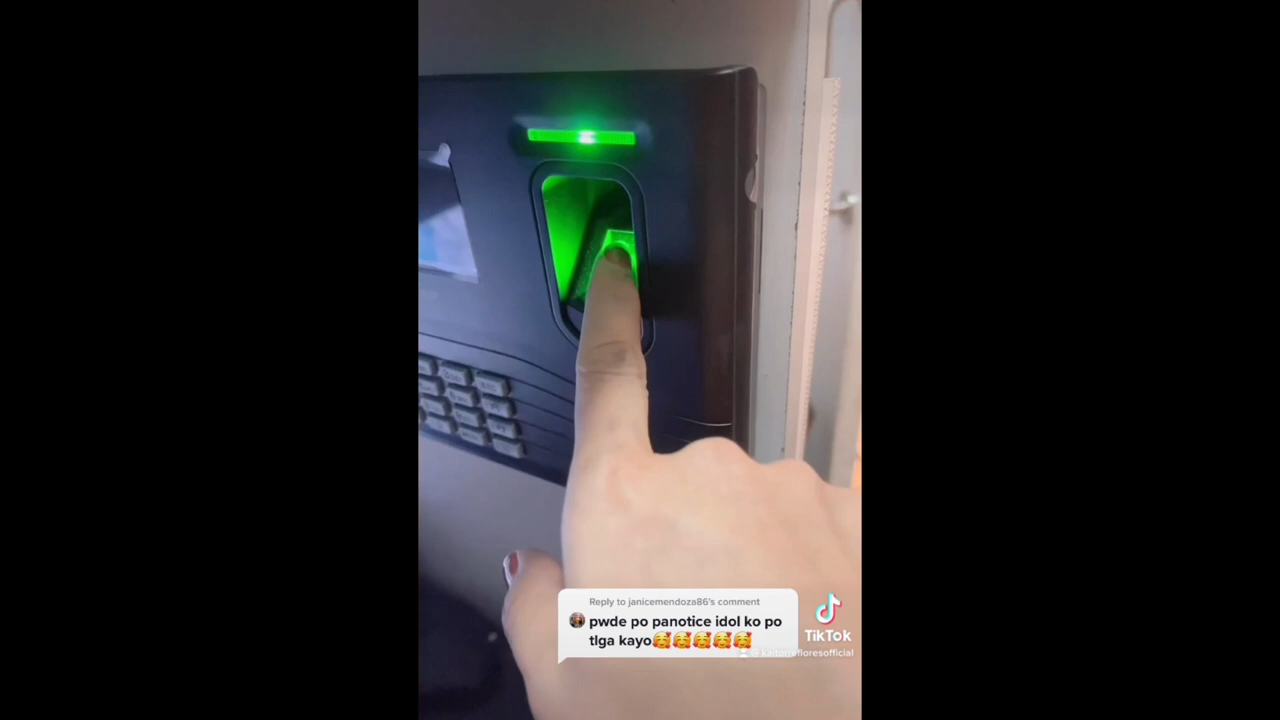 Reply to janicemendoza86's comment
pwde po panotice idol ko po
tlga kayo🥰🥰🥰🥰🥰
TikTok